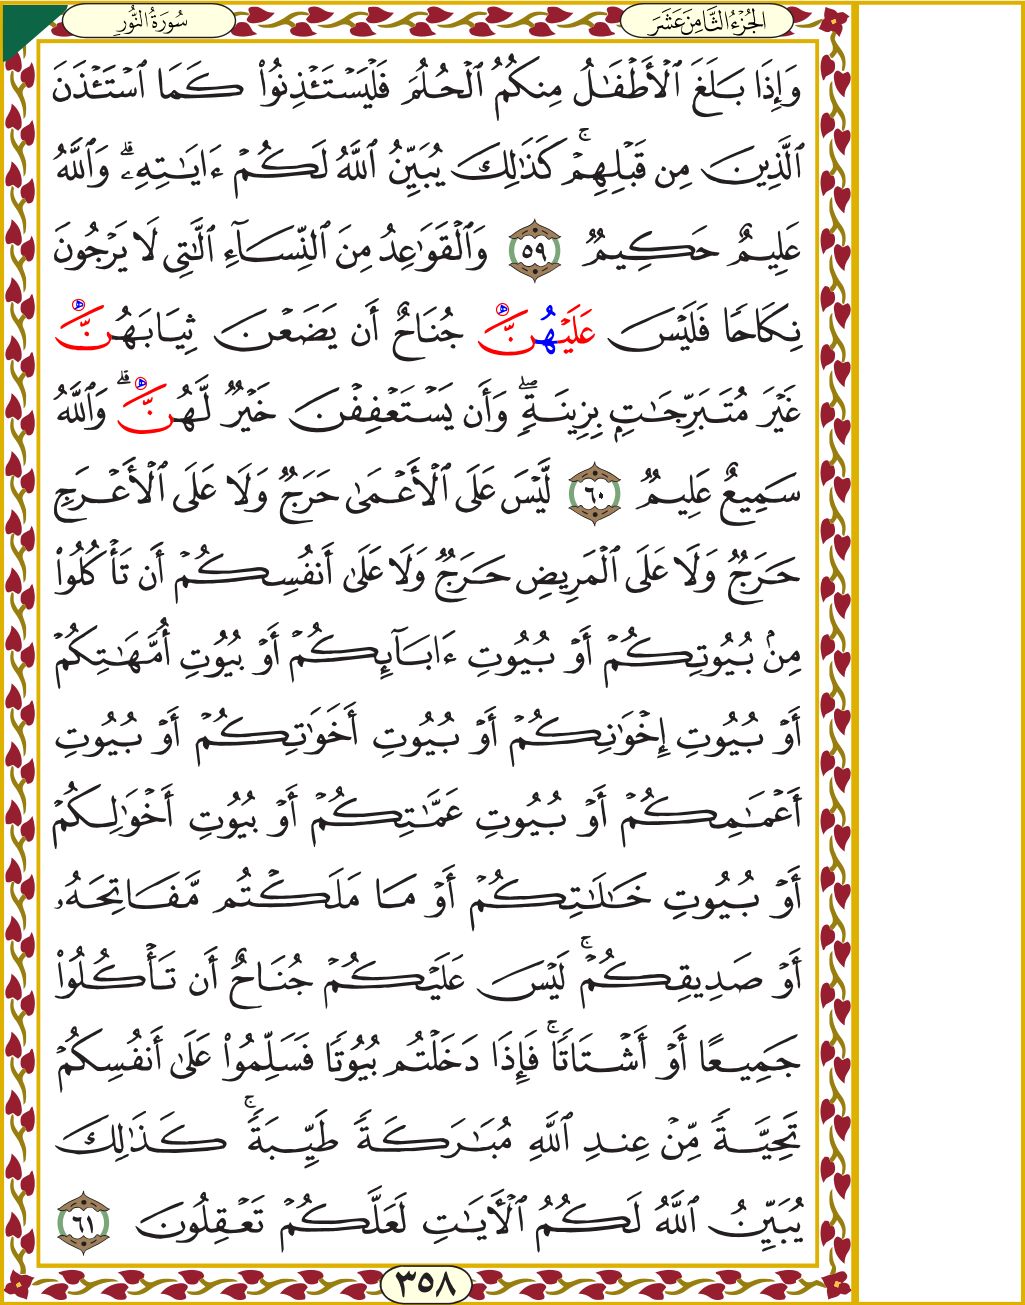 سُورَةُ النُّورِ
الجُزْءُ الثَّامِنَ عَشَرَ
وَإِذَا بَلَغَ ٱلْأَطْفَـٰلُ مِنكُمُ ٱلْحُلُمَ فَلْيَسْتَـْٔذِنُوا۟ كَمَا ٱسْتَـْٔذَنَ
ٱلَّذِينَ مِن قَبْلِهِمْ ۚ كَذَٰلِكَ يُبَيِّنُ ٱللَّهُ لَكُمْ ءَايَـٰتِهِۦ ۗ وَٱللَّهُ
عَلِيمٌ حَكِيمٌ ٥٩ وَٱلْقَوَٰعِدُ مِنَ ٱلنِّسَآءِ ٱلَّـٰتِى لَا يَرْجُونَ
نِكَاحًا فَلَيْسَ عَلَيْهُنَّ جُنَاحٌ أَن يَضَعْنَ ثِيَابَهُنَّ
غَيْرَ مُتَبَرِّجَـٰتٍۭ بِزِينَةٍ ۖ وَأَن يَسْتَعْفِفْنَ خَيْرٌ لَّهُنَّ ۗ وَٱللَّهُ
سَمِيعٌ عَلِيمٌ ٦٠ لَّيْسَ عَلَى ٱلْأَعْمَىٰ حَرَجٌ وَلَا عَلَى ٱلْأَعْرَجِ
حَرَجٌ وَلَا عَلَى ٱلْمَرِيضِ حَرَجٌ وَلَا عَلَىٰٓ أَنفُسِكُمْ أَن تَأْكُلُوا۟
مِنۢ بُيُوتِكُمْ أَوْ بُيُوتِ ءَابَآئِكُمْ أَوْ بُيُوتِ أُمَّهَـٰتِكُمْ
أَوْ بُيُوتِ إِخْوَٰنِكُمْ أَوْ بُيُوتِ أَخَوَٰتِكُمْ أَوْ بُيُوتِ
أَعْمَـٰمِكُمْ أَوْ بُيُوتِ عَمَّـٰتِكُمْ أَوْ بُيُوتِ أَخْوَٰلِكُمْ
أَوْ بُيُوتِ خَـٰلَـٰتِكُمْ أَوْ مَا مَلَكْتُم مَّفَاتِحَهُۥ
أَوْ صَدِيقِكُمْ ۚ لَيْسَ عَلَيْكُمْ جُنَاحٌ أَن تَأْكُلُوا۟
جَمِيعًا أَوْ أَشْتَاتًا ۚ فَإِذَا دَخَلْتُم بُيُوتًا فَسَلِّمُوا۟ عَلَىٰٓ أَنفُسِكُمْ
تَحِيَّةً مِّنْ عِندِ ٱللَّهِ مُبَـٰرَكَةً طَيِّبَةً ۚ كَذَٰلِكَ
يُبَيِّنُ ٱللَّهُ لَكُمُ ٱلْـَٔايَـٰتِ لَعَلَّكُمْ تَعْقِلُونَ ٦١
٣٥٨